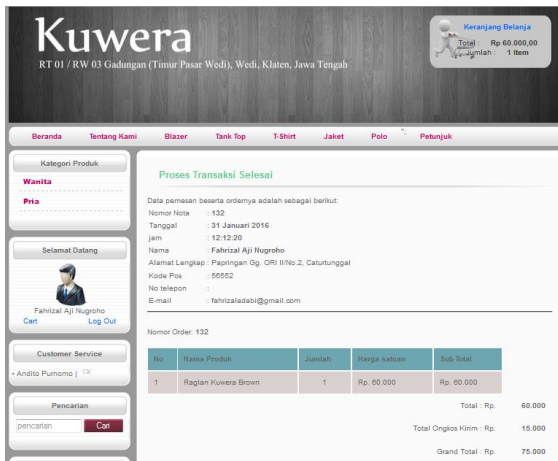 Kuwera
RT 01 / RW 03 Gadungan (Timur Pasar Wedi), Wedi, Klaten, Jawa Tengah
Keranjang Belanja
Total : Rp 60.000,00
Jumlah : 1 Item
Beranda Tentang Kami Blazer Tank Top T-Shirt Jaket Polo Petunjuk
Kategori Produk
Wanita
Pria
Selamat Datang
Fahrizal Aji Nugroho
Cart Log Out
Customer Service
• Andito Purnomo |
Pencarian
pencarian Cari
Proses Transaksi Selesai
Data pemesan beserta ordernya adalah sebagai berikut:
Nomor Nota : 132
Tanggal : 31 Januari 2016
jam : 12:12:20
Nama : Fahrizal Aji Nugroho
Alamat Lengkap : Papringan Gg. ORI II/No.2, Caturtunggal
Kode Pos : 56552
No telepon :
E-mail : fahrizaladabi@gmail.com
Nomor Order: 132
No Nama Produk Jumlah Harga satuan Sub Total
1 Raglan Kuwera Brown 1 Rp. 60.000 Rp. 60.000
Total : Rp. 60.000
Total Ongkos Kirim : Rp. 15.000
Grand Total : Rp. 75.000